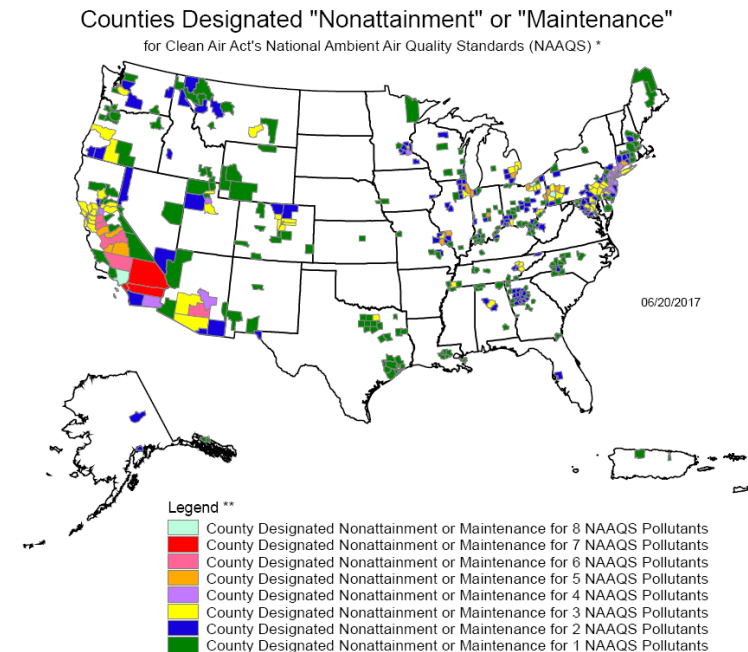 Counties Designated "Nonattainment" or "Maintenance"
for Clean Air Act's National Ambient Air Quality Standards (NAAQS) *
06/20/2017
Legend **
County Designated Nonattainment or Maintenance for 8 NAAQS Pollutants
County Designated Nonattainment or Maintenance for 7 NAAQS Pollutants
County Designated Nonattainment or Maintenance for 6 NAAQS Pollutants
County Designated Nonattainment or Maintenance for 5 NAAQS Pollutants
County Designated Nonattainment or Maintenance for 4 NAAQS Pollutants
County Designated Nonattainment or Maintenance for 3 NAAQS Pollutants
County Designated Nonattainment or Maintenance for 2 NAAQS Pollutants
County Designated Nonattainment or Maintenance for 1 NAAQS Pollutants